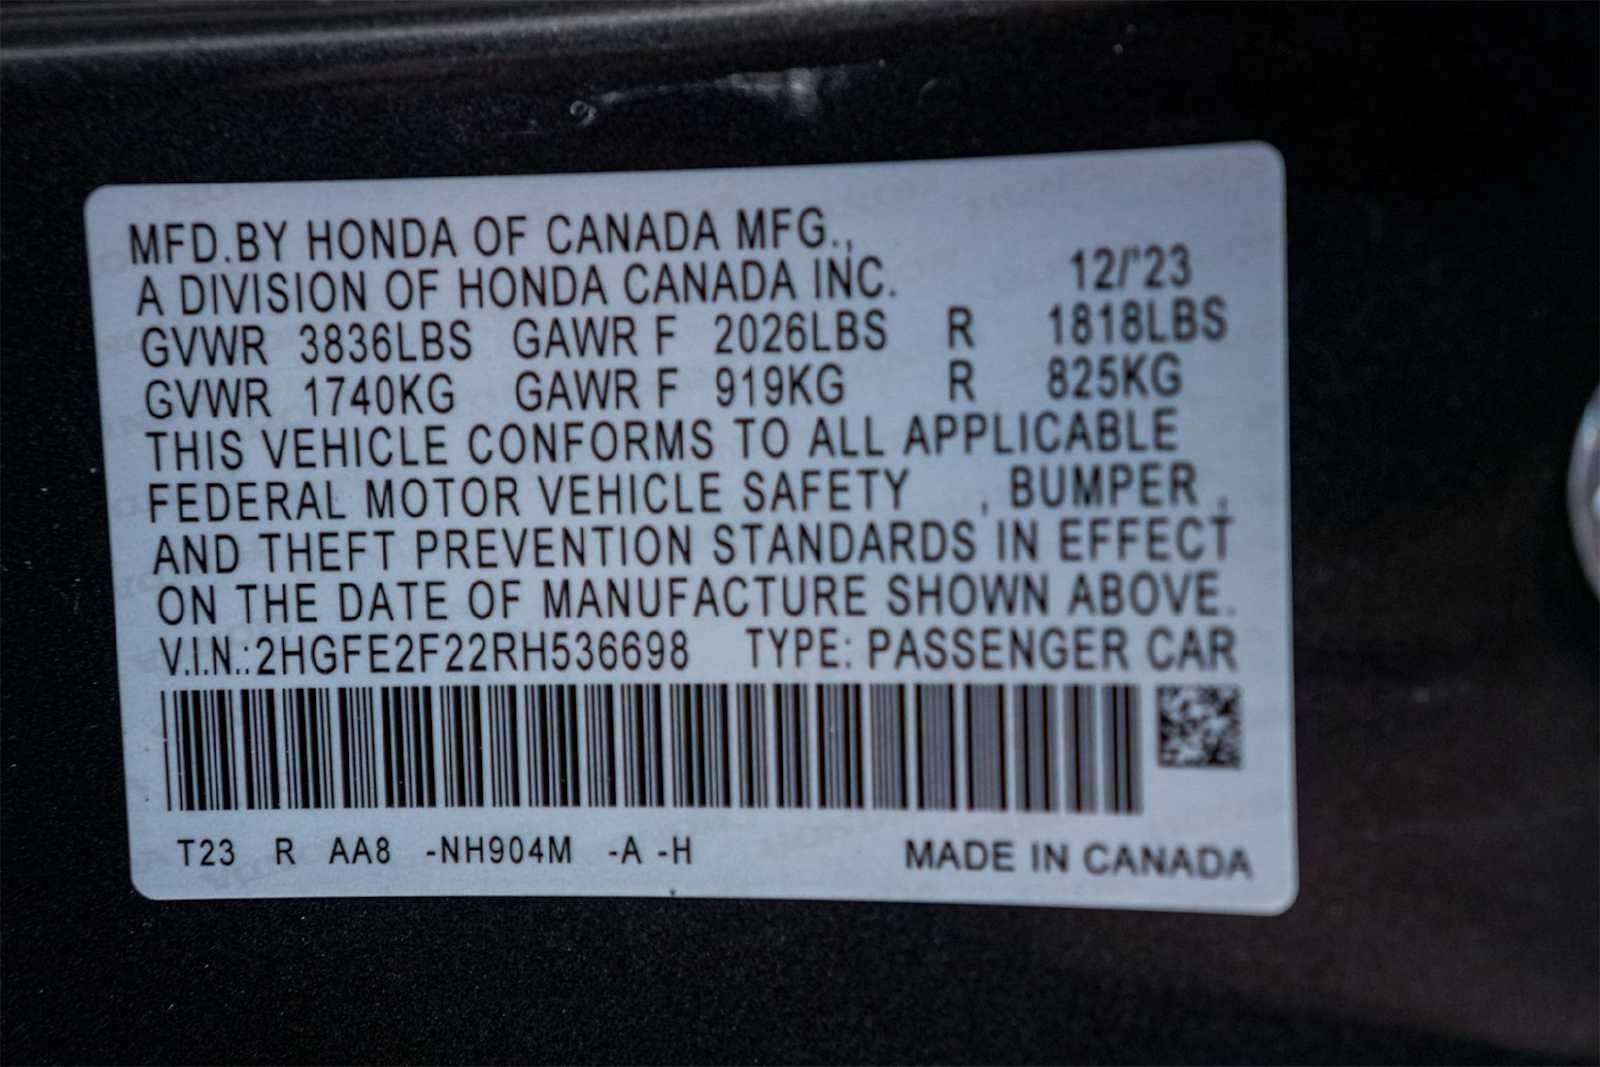 MFD.BY HONDA OF CANADA MFG.,
A DIVISION OF HONDA CANADA INC. 12/'23
GVWR 3836LBS GAWR F 2026LBS R 1818LBS
GVWR 1740KG GAWR F 919KG R 825KG
THIS VEHICLE CONFORMS TO ALL APPLICABLE
FEDERAL MOTOR VEHICLE SAFETY , BUMPER ,
AND THEFT PREVENTION STANDARDS IN EFFECT
ON THE DATE OF MANUFACTURE SHOWN ABOVE.
V.I.N.:2HGFE2F22RH536698 TYPE: PASSENGER CAR
T23 R AA8 -NH904M -A -H MADE IN CANADA